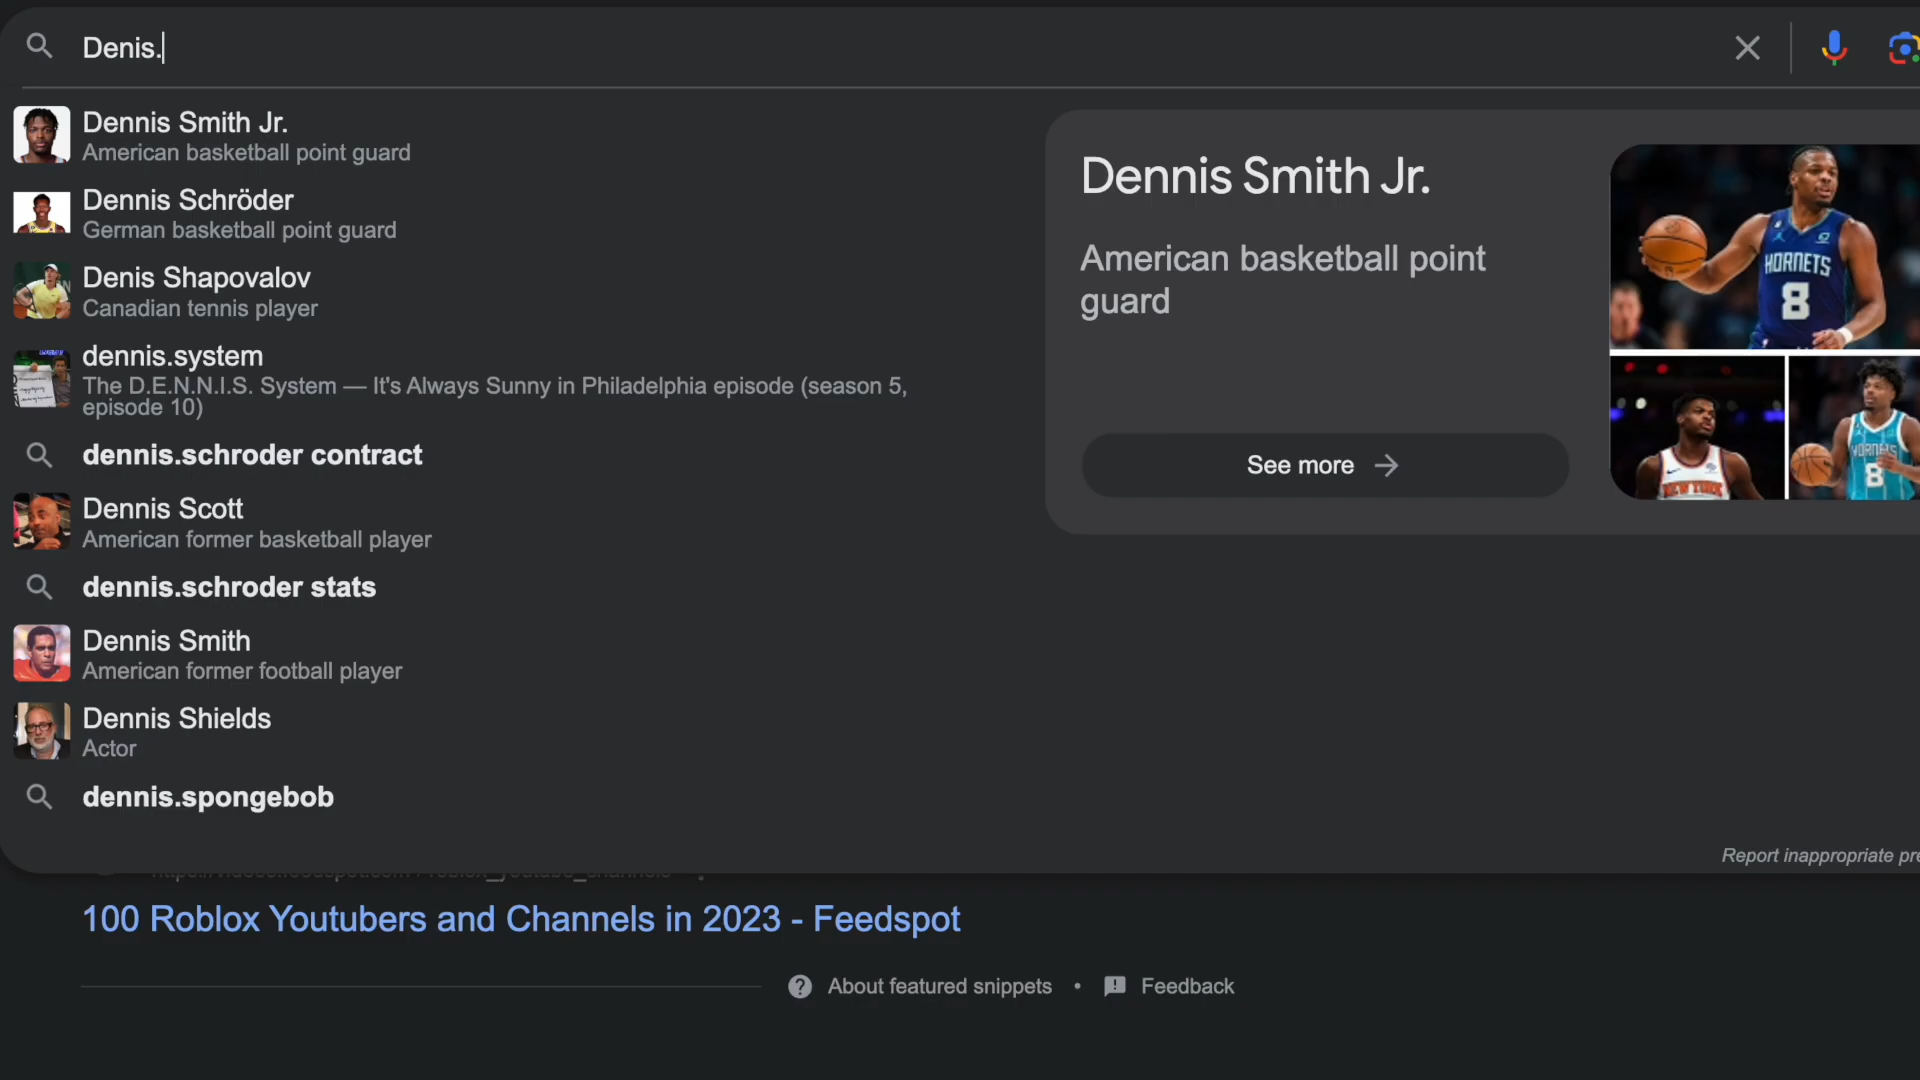 Denis.
Dennis Smith Jr.
American basketball point guard
Dennis Schröder
German basketball point guard
Denis Shapovalov
Canadian tennis player
dennis.system
The D.E.N.N.I.S. System — It's Always Sunny in Philadelphia episode (season 5,
episode 10)
dennis.schroder contract
Dennis Scott
American former basketball player
dennis.schroder stats
Dennis Smith
American former football player
Dennis Shields
Actor
dennis.spongebob
Dennis Smith Jr.
American basketball point
guard
See more
HORNETS
8
NEW YORK
HORNETS
8
Report inappropriate
100 Roblox Youtubers and Channels in 2023 - Feedspot
About featured snippets • Feedback